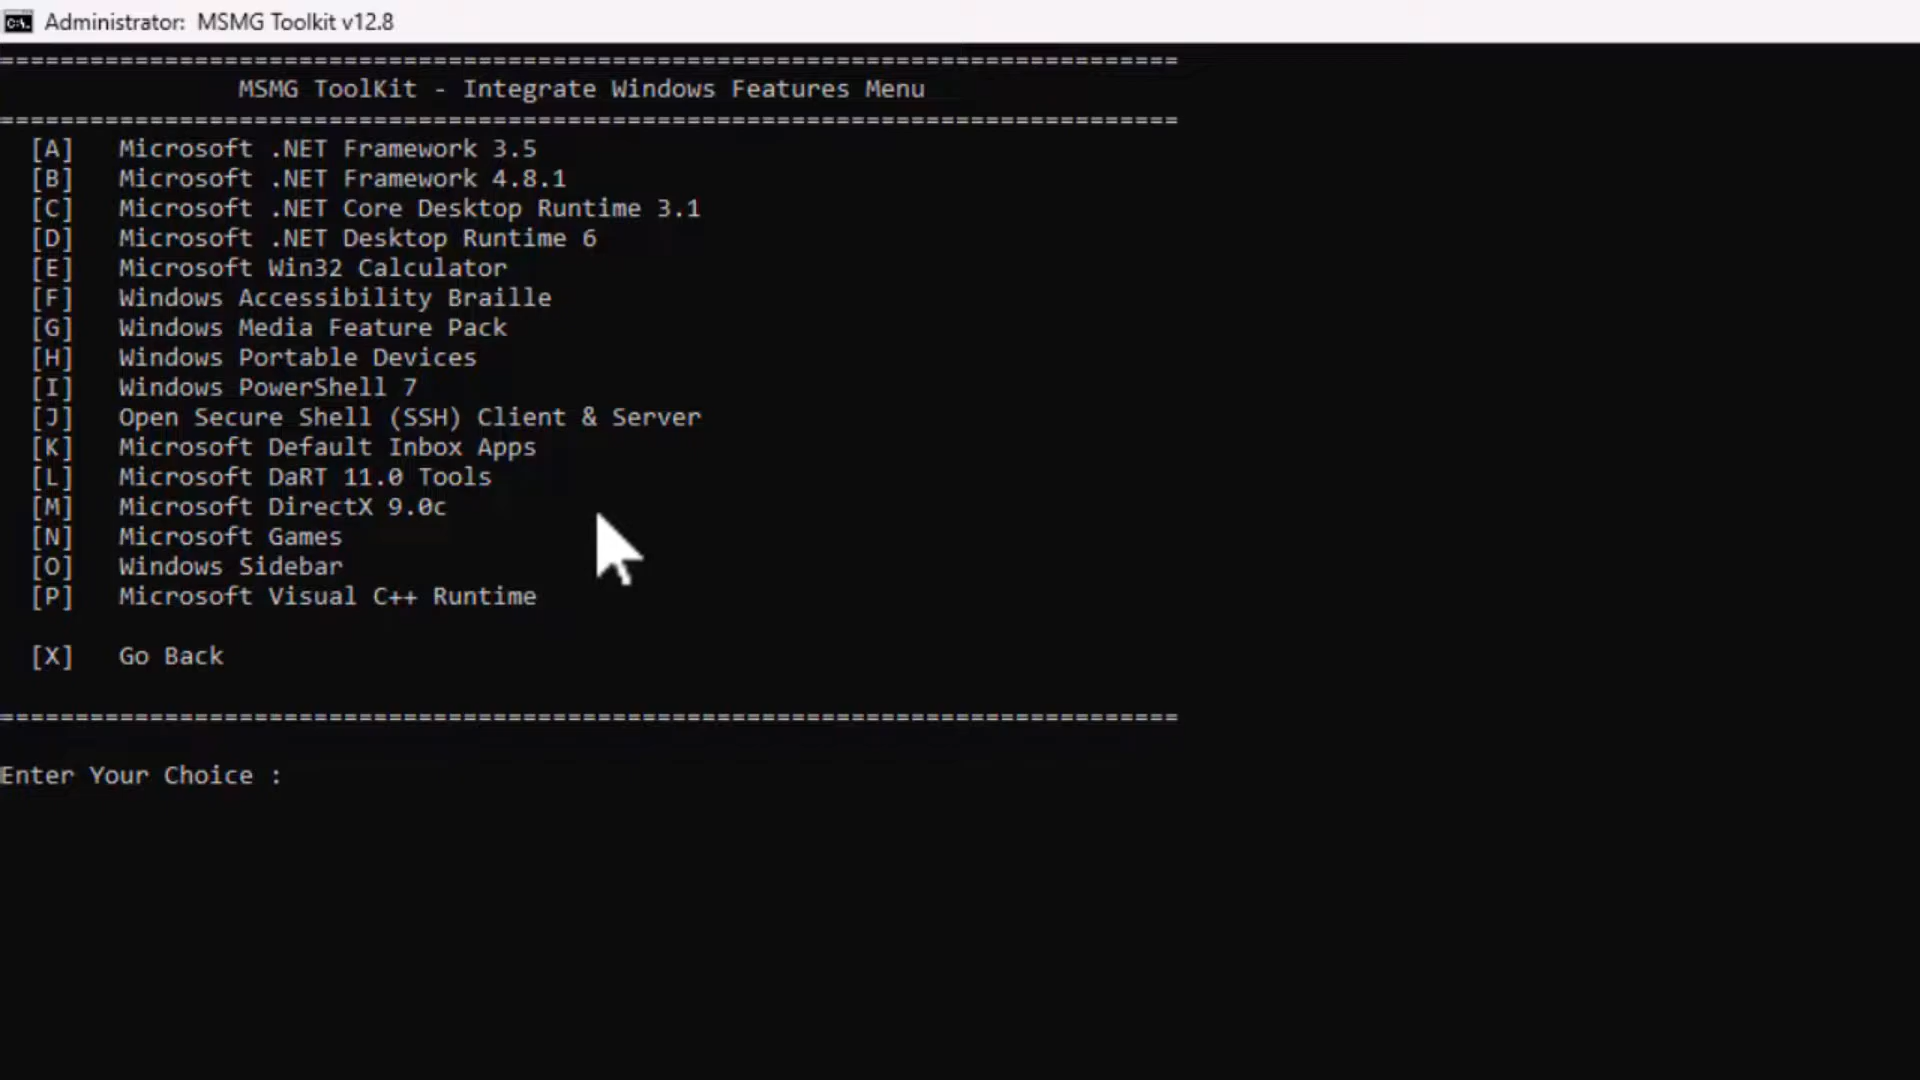 Administrator: MSMG Toolkit v12.8
===============================================================================
MSMG ToolKit - Integrate Windows Features Menu
===============================================================================
[A] Microsoft .NET Framework 3.5
[B] Microsoft .NET Framework 4.8.1
[C] Microsoft .NET Core Desktop Runtime 3.1
[D] Microsoft .NET Desktop Runtime 6
[E] Microsoft Win32 Calculator
[F] Windows Accessibility Braille
[G] Windows Media Feature Pack
[H] Windows Portable Devices
[I] Windows PowerShell 7
[J] Open Secure Shell (SSH) Client & Server
[K] Microsoft Default Inbox Apps
[L] Microsoft DaRT 11.0 Tools
[M] Microsoft DirectX 9.0c
[N] Microsoft Games
[O] Windows Sidebar
[P] Microsoft Visual C++ Runtime
[X] Go Back
===============================================================================
Enter Your Choice :